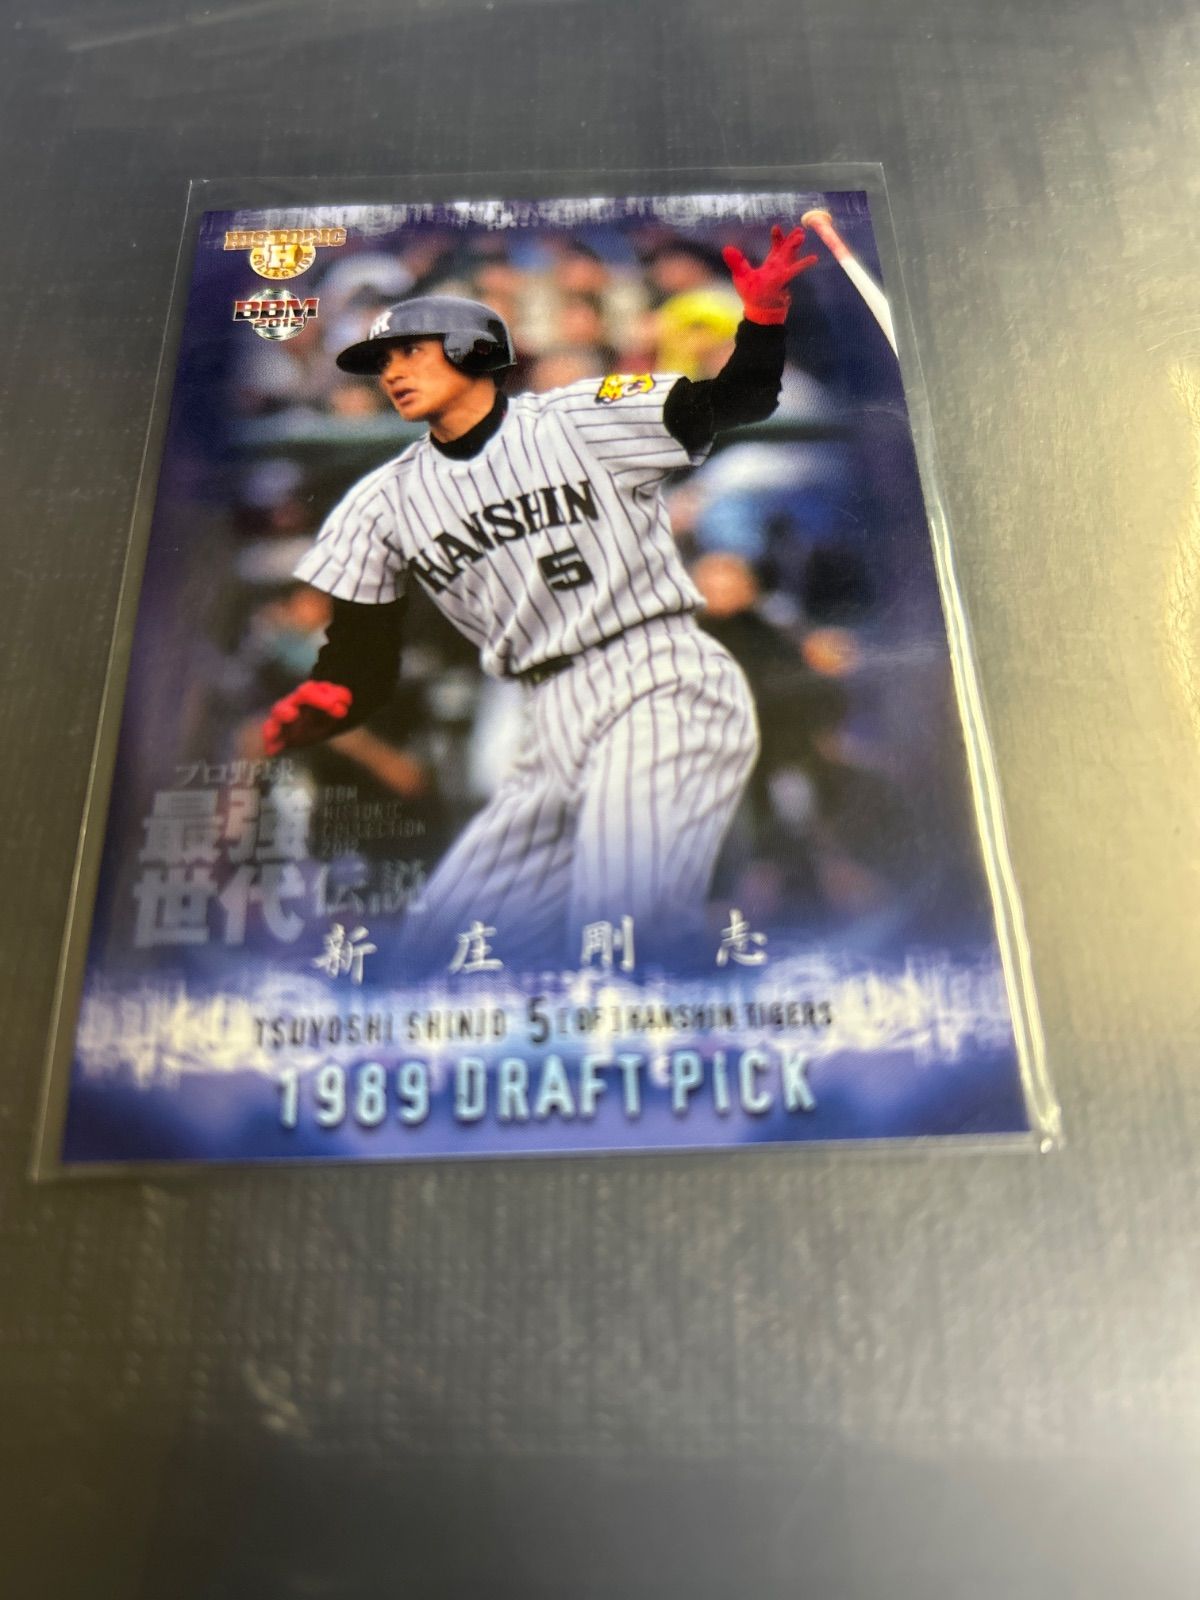 HISTORIC
H
COLLECTION
BBM
2012
HANSHIN
5
プロ野球
最強
世代伝説
BBM
HISTORIC
COLLECTION
2012
新庄剛志
TSUYOSHI SHINJO 5 [OF] HANSHIN TIGERS
1989 DRAFT PICK